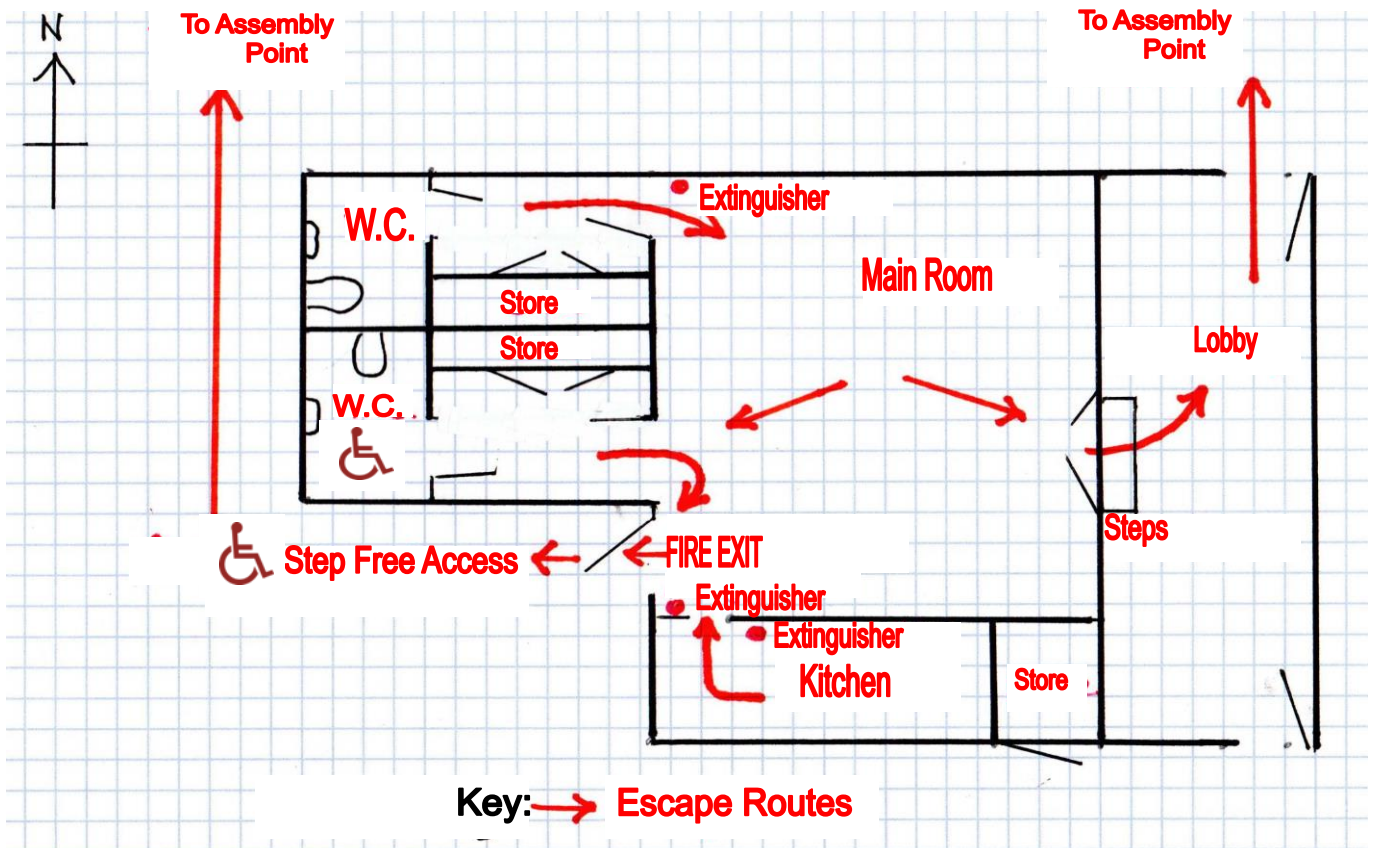 N
To Assembly
Point
To Assembly
Point
Extinguisher
W.C.
Main Room
Store
Lobby
Store
W.C.
Steps
FIRE EXIT
Step Free Access
Extinguisher
Extinguisher
Kitchen
Store
Key: Escape Routes